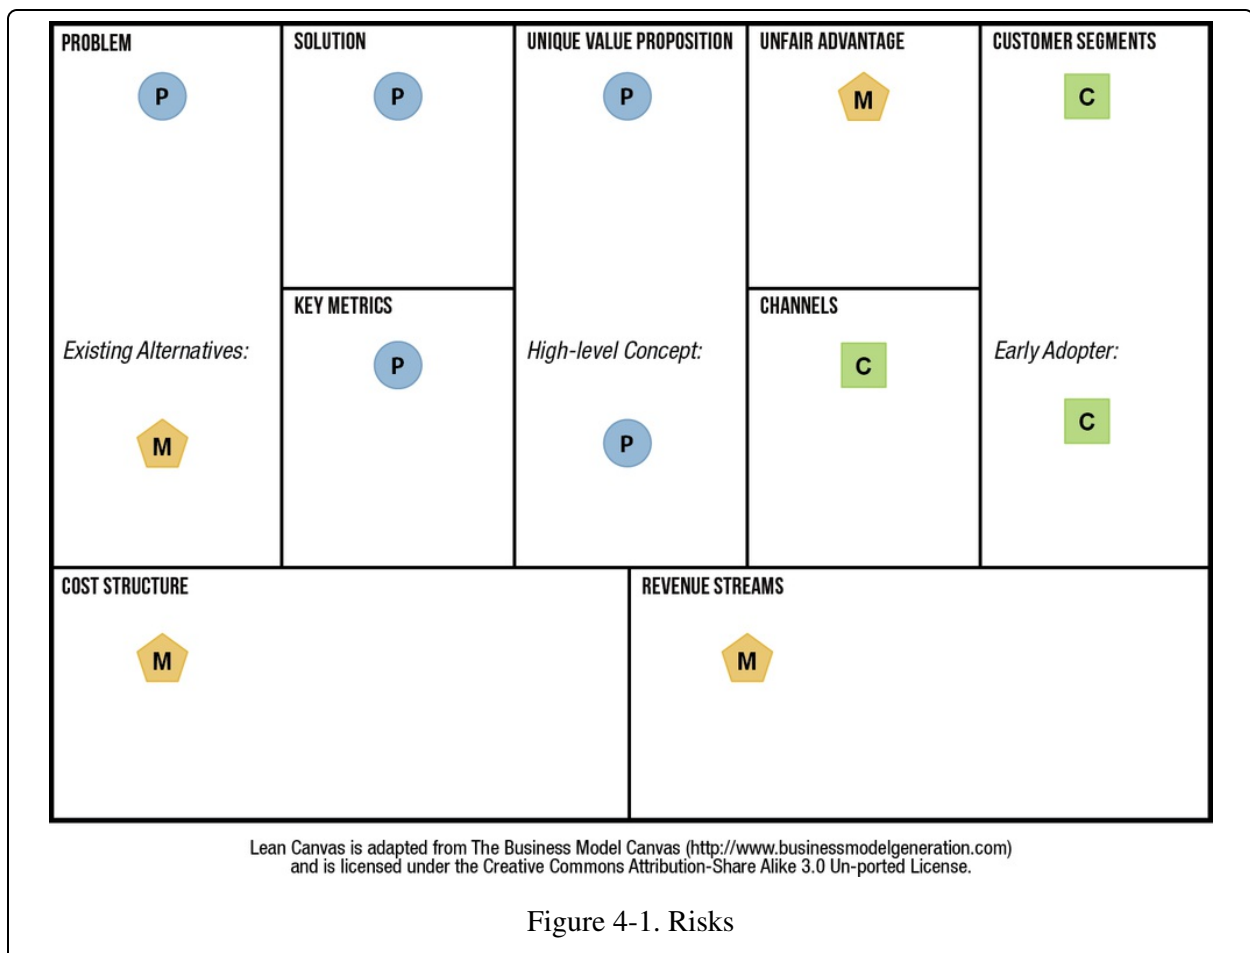 PROBLEM
P
Existing Alternatives:
M
SOLUTION
P
KEY METRICS
P
UNIQUE VALUE PROPOSITION
P
High-level Concept:
P
UNFAIR ADVANTAGE
M
CHANNELS
C
CUSTOMER SEGMENTS
C
Early Adopter:
C
COST STRUCTURE
M
REVENUE STREAMS
M
Lean Canvas is adapted from The Business Model Canvas (http://www.businessmodelgeneration.com)
and is licensed under the Creative Commons Attribution-Share Alike 3.0 Un-ported License.
Figure 4-1. Risks